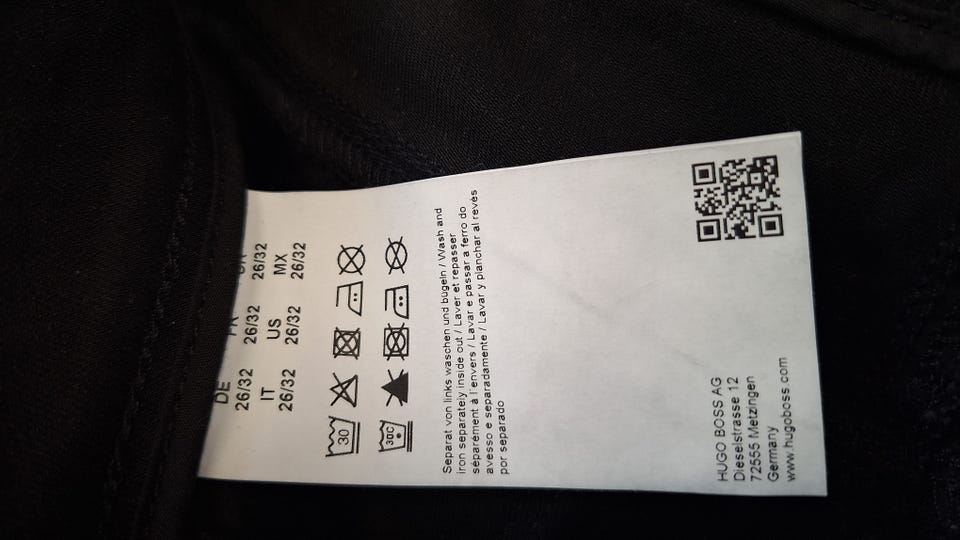 DE FR
26/32 26/32 26/32
IT US MX
26/32 26/32 26/32
30
30C
Separat von links waschen und bügeln / Wash and
iron separately inside out / Laver et repasser
séparément à l'envers / Lavar e passar a ferro do
avesso e separadamente / Lavar y planchar al revés
por separado
HUGO BOSS AG
Dieselstrasse 12
72555 Metzingen
Germany
www.hugoboss.com